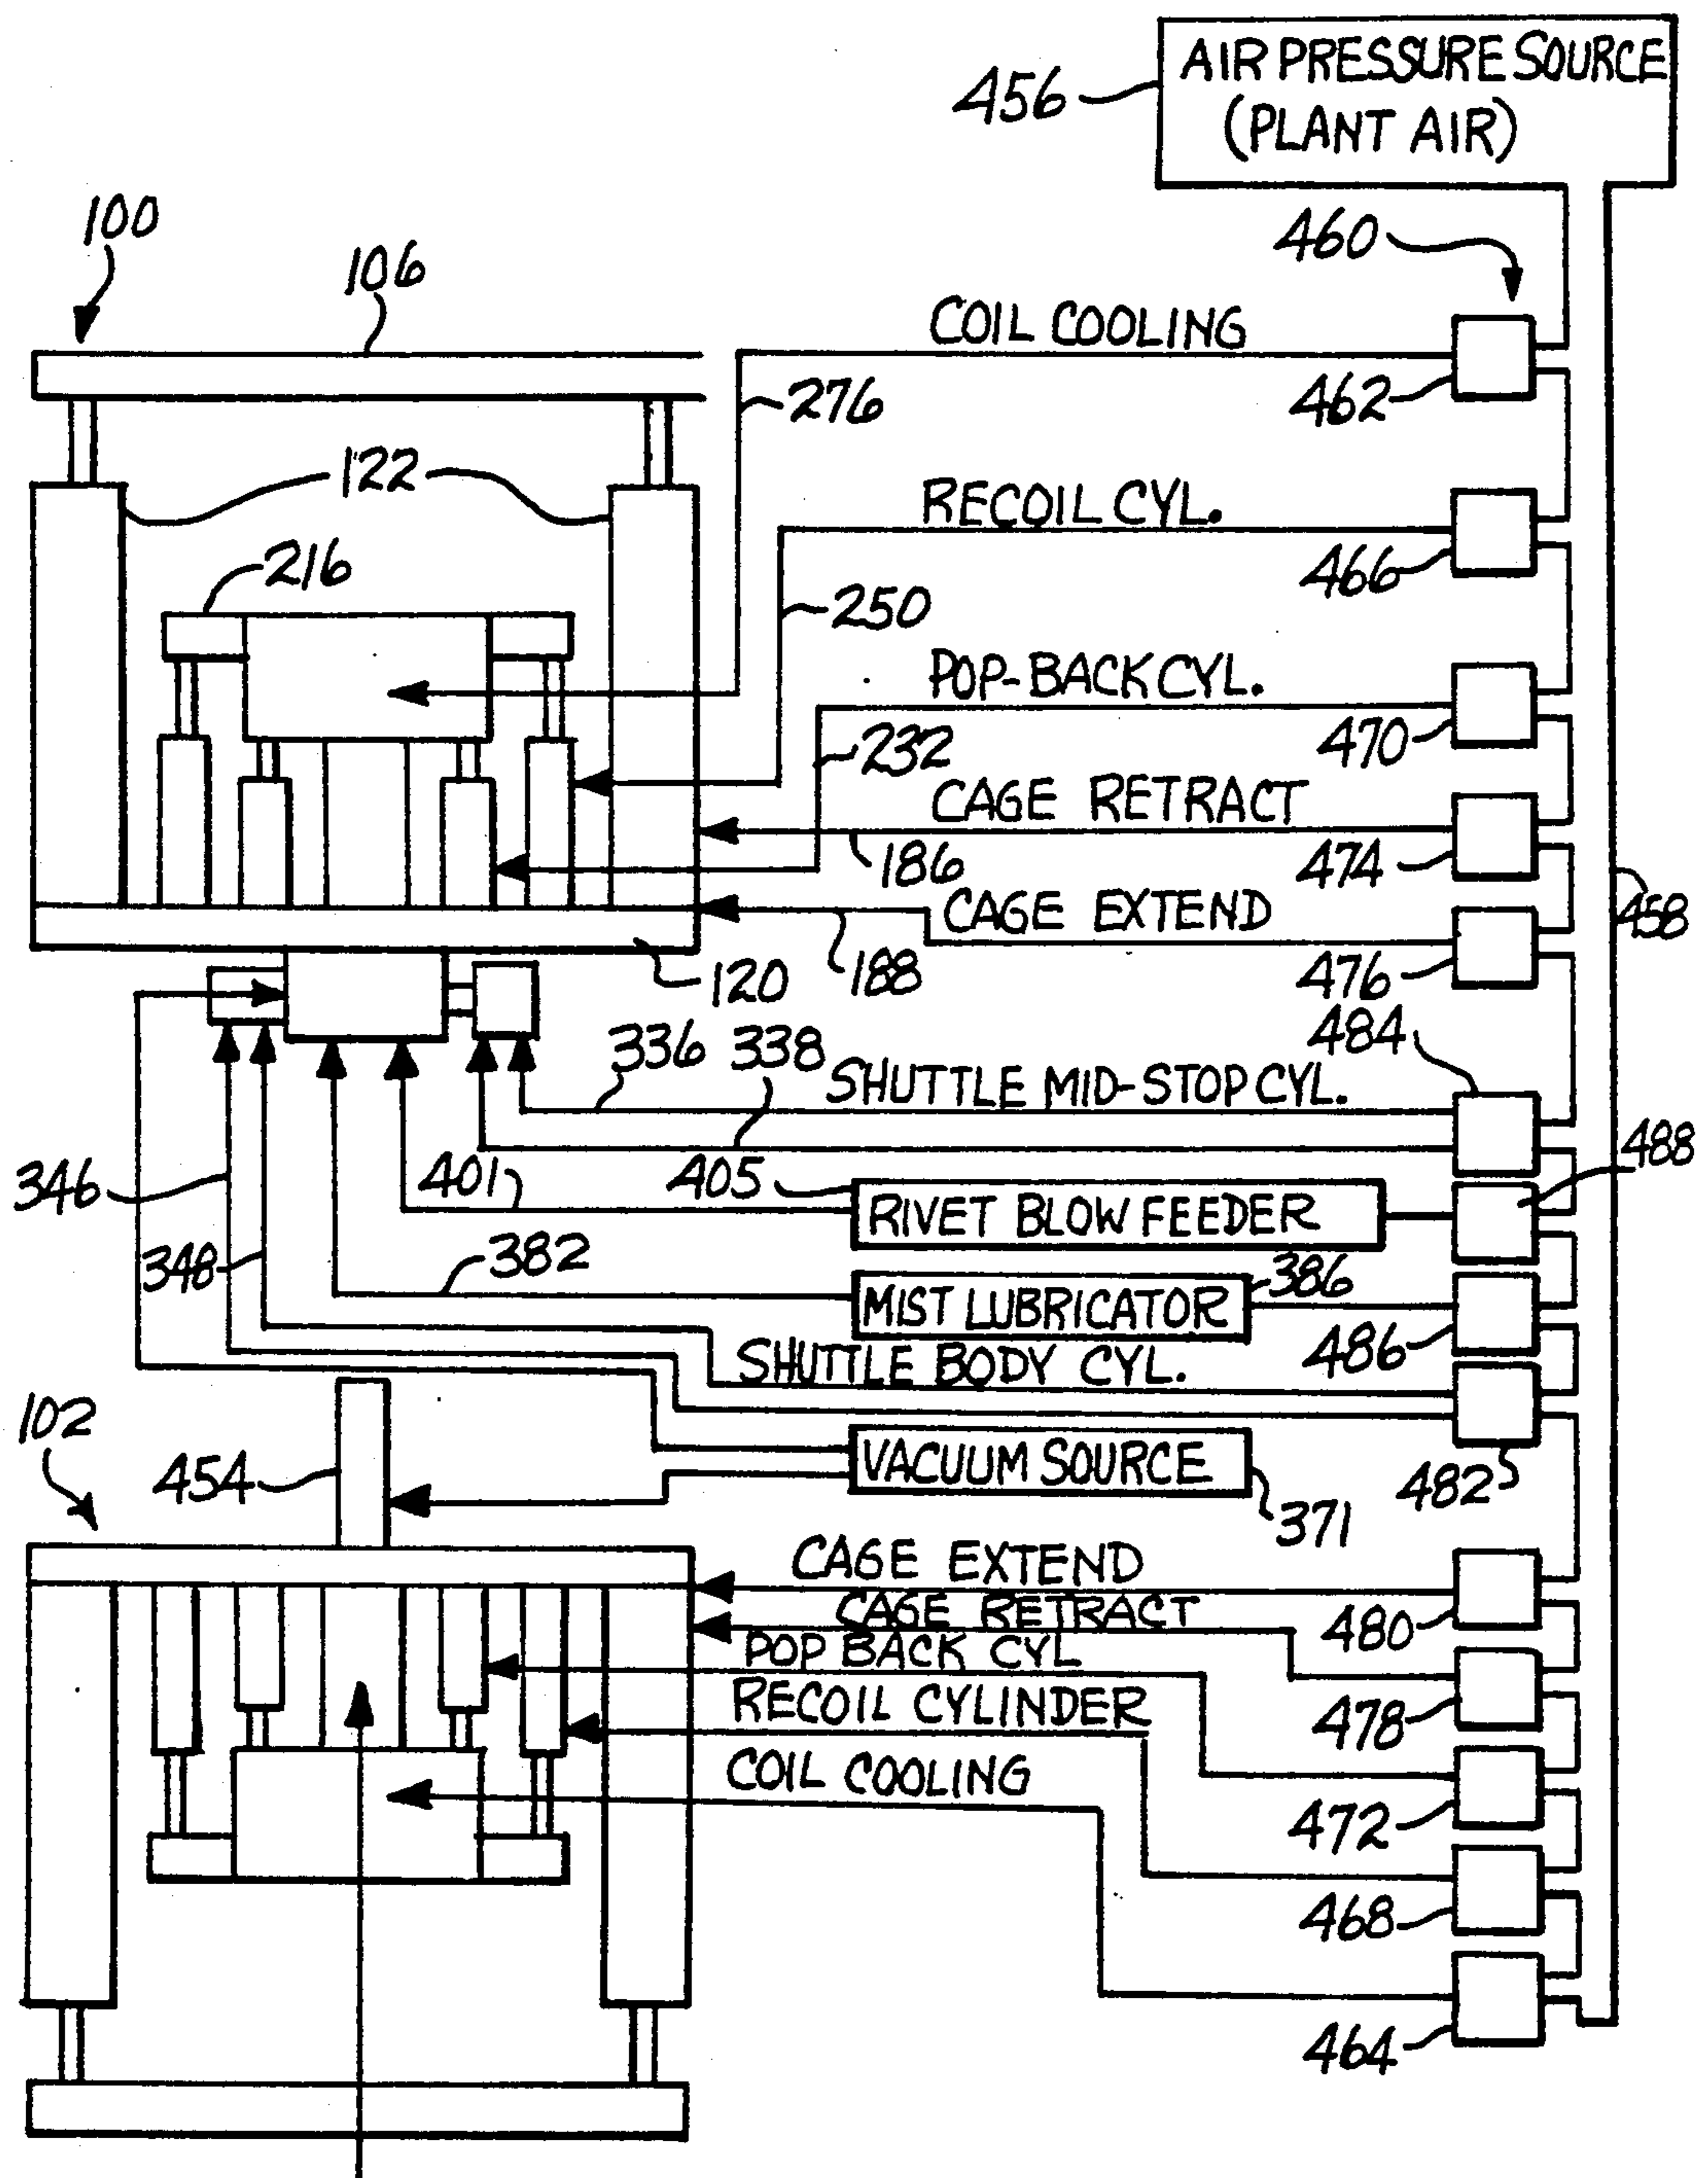 AIR PRESSURE SOURCE
(PLANT AIR)
456
100
106
460
COIL COOLING
276
462
122
RECOIL CYL.
216
466
250
POP-BACK CYL.
232
470
CAGE RETRACT
186
474
CAGE EXTEND
458
120
188
476
336 338
484
SHUTTLE MID-STOP CYL.
488
346
401
405
RIVET BLOW FEEDER
348
382
386
MIST LUBRICATOR
486
SHUTTLE BODY CYL.
102
454
VACUUM SOURCE
482
371
CAGE EXTEND
CAGE RETRACT
480
POP BACK CYL
RECOIL CYLINDER
478
COIL COOLING
472
468
464